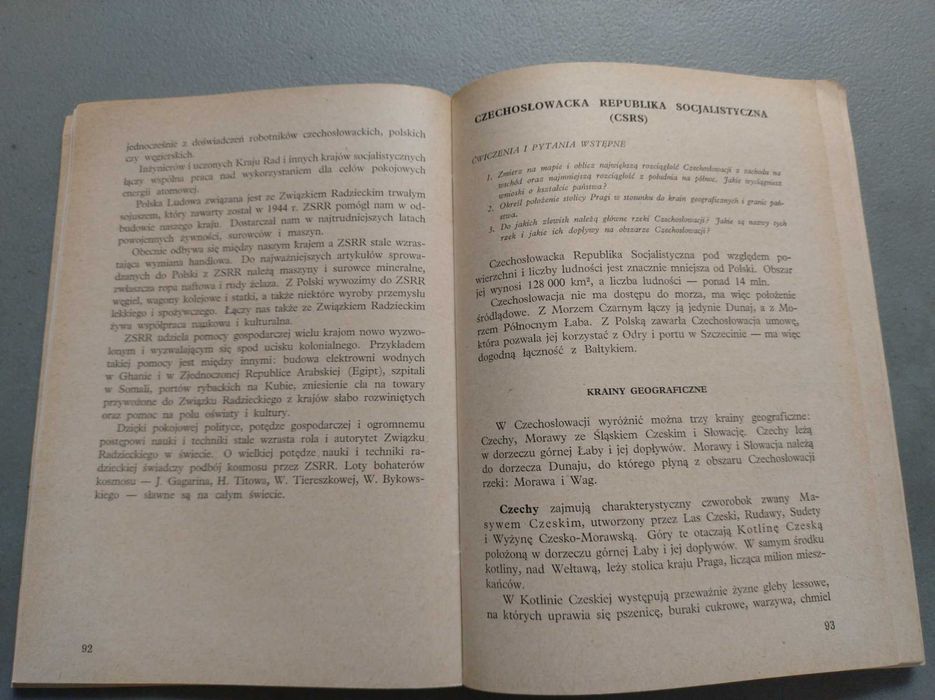 jednocześnie z doświadczeń robotników czechosłowackich, polskich
czy węgierskich.
Inżynierów i uczonych Kraju Rad i innych krajów socjalistycznych
łączy wspólna praca nad wykorzystaniem dla celów pokojowych
energii atomowej.
Polska Ludowa związana jest ze Związkiem Radzieckim trwałym
sojuszem, który zawarty został w 1944 r. ZSRR pomógł nam w od-
budowie naszego kraju. Dostarczał nam w najtrudniejszych latach
powojennych żywności, surowców i maszyn.
Obecnie odbywa się między naszym krajem a ZSRR stale wzras-
tająca wymiana handlowa. Do najważniejszych artykułów sprowa-
dzanych do Polski z ZSRR należą maszyny i surowce mineralne,
zwłaszcza ropa naftowa i rudy żelaza. Z Polski wywozimy do ZSRR
węgiel, wagony kolejowe i statki, a także niektóre wyroby przemysłu
lekkiego i spożywczego. Łączy nas także ze Związkiem Radzieckim
żywa współpraca naukowa i kulturalna.
ZSRR udziela pomocy gospodarczej wielu krajom nowo wyzwo-
lonym i wyzwalającym się spod ucisku kolonialnego. Przykładem
takiej pomocy jest między innymi: budowa elektrowni wodnych
w Ghanie i w Zjednoczonej Republice Arabskiej (Egipt), szpitali
w Somali, portów rybackich na Kubie, zniesienie cła na towary
przywożone do Związku Radzieckiego z krajów słabo rozwiniętych
oraz pomoc na polu oświaty i kultury.
Dzięki pokojowej polityce, potędze gospodarczej i ogromnemu
postępowi nauki i techniki stale wzrasta rola i autorytet Związku
Radzieckiego w świecie. O wielkiej potędze nauki i techniki ra-
dzieckiej świadczy podbój kosmosu przez ZSRR. Loty bohaterów
kosmosu — J. Gagarina, H. Titowa, W. Tiereszkowej, W. Bykows-
kiego — sławne są na całym świecie.
92
CZECHOSŁOWACKA REPUBLIKA SOCJALISTYCZNA
(CSRS)
ĆWICZENIA I PYTANIA WSTĘPNE
1. Zmierz na mapie i oblicz największą rozciągłość Czechosłowacji z zachodu na
wschód oraz najmniejszą rozciągłość z południa na północ. Jakie wyciągniesz
wnioski o kształcie państwa?
2. Określ położenie stolicy Pragi w stosunku do krain geograficznych i granic pań-
stwa.
3. Do jakich zlewisk należą główne rzeki Czechosłowacji? Jakie są nazwy tych
rzek i jakie ich dopływy na obszarze Czechosłowacji?
Czechosłowacka Republika Socjalistyczna pod względem po-
wierzchni i liczby ludności jest znacznie mniejsza od Polski. Obszar
jej wynosi 128 000 km², a liczba ludności — ponad 14 mln.
Czechosłowacja nie ma dostępu do morza, ma więc położenie
śródlądowe. Z Morzem Czarnym łączy ją jedynie Dunaj, a z Mo-
rzem Północnym Łaba. Z Polską zawarła Czechosłowacja umowę,
która pozwala jej korzystać z Odry i portu w Szczecinie — ma więc
dogodną łączność z Bałtykiem.
KRAINY GEOGRAFICZNE
W Czechosłowacji wyróżnić można trzy krainy geograficzne:
Czechy, Morawy ze Śląskiem Czeskim i Słowację. Czechy leżą
w dorzeczu górnej Łaby i jej dopływów. Morawy i Słowacja należą
do dorzecza Dunaju, do którego płyną z obszaru Czechosłowacji
rzeki: Morawa i Wag.
Czechy zajmują charakterystyczny czworobok zwany Ma-
sywem Czeskim, utworzony przez Las Czeski, Rudawy, Sudety
i Wyżynę Czesko-Morawską. Góry te otaczają Kotlinę Czeską
położoną w dorzeczu górnej Łaby i jej dopływów. W samym środku
kotliny, nad Wełtawą, leży stolica kraju Praga, licząca milion miesz-
kańców.
W Kotlinie Czeskiej występują przeważnie żyzne gleby lessowe,
na których uprawia się pszenicę, buraki cukrowe, warzywa, chmiel
93